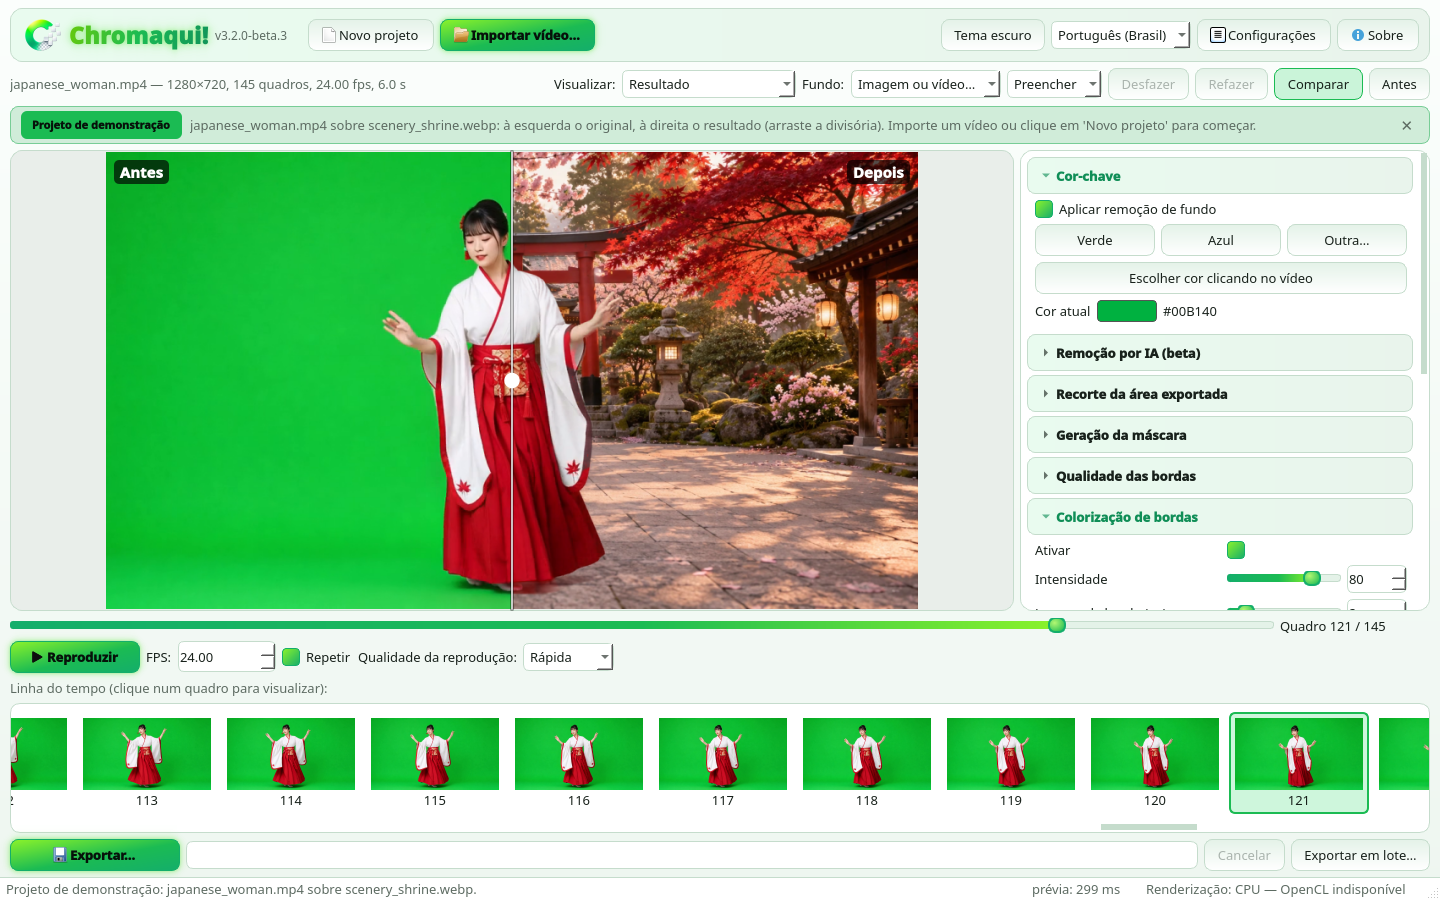 Chromaqui! v3.2.0-beta.3 Novo projeto Importar vídeo... Tema escuro Português (Brasil) Configurações Sobre
japanese_woman.mp4 — 1280×720, 145 quadros, 24.00 fps, 6.0 s Visualizar: Resultado Fundo: Imagem ou vídeo... Preencher Desfazer Refazer Comparar Antes
Projeto de demonstração japanese_woman.mp4 sobre scenery_shrine.webp: à esquerda o original, à direita o resultado (arraste a divisória). Importe um vídeo ou clique em 'Novo projeto' para começar. ✕
Antes Depois
Cor-chave
Aplicar remoção de fundo
Verde Azul Outra...
Escolher cor clicando no vídeo
Cor atual #00B140
Remoção por IA (beta)
Recorte da área exportada
Geração da máscara
Qualidade das bordas
Colorização de bordas
Ativar
Intensidade 80
Quadro 121 / 145
Reproduzir FPS: 24.00 Repetir Qualidade da reprodução: Rápida
Linha do tempo (clique num quadro para visualizar):
2 113 114 115 116 117 118 119 120 121
Exportar... Cancelar Exportar em lote...
Projeto de demonstração: japanese_woman.mp4 sobre scenery_shrine.webp. prévia: 299 ms Renderização: CPU — OpenCL indisponível